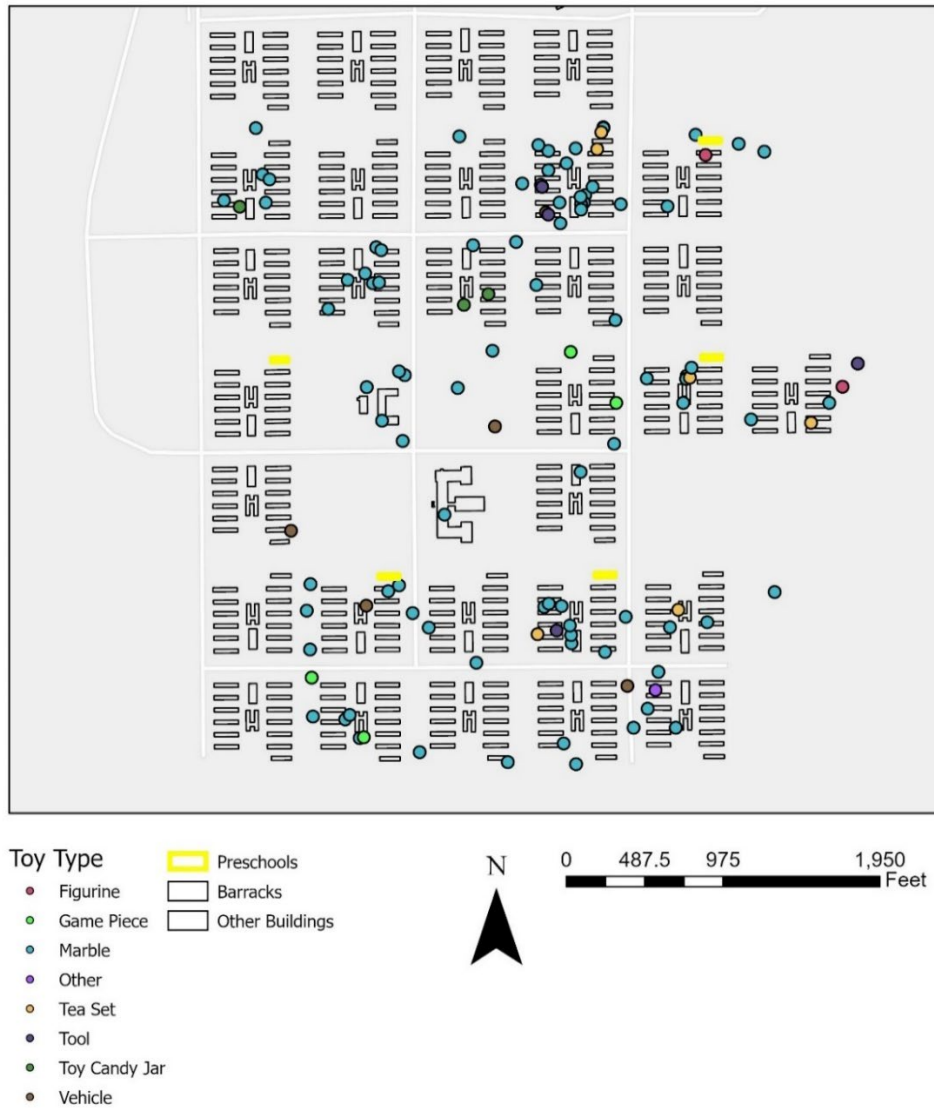 Toy Type
Figurine
Game Piece
Marble
Other
Tea Set
Tool
Toy Candy Jar
Vehicle
Preschools
Barracks
Other Buildings
N
0 487.5 975 1,950
Feet